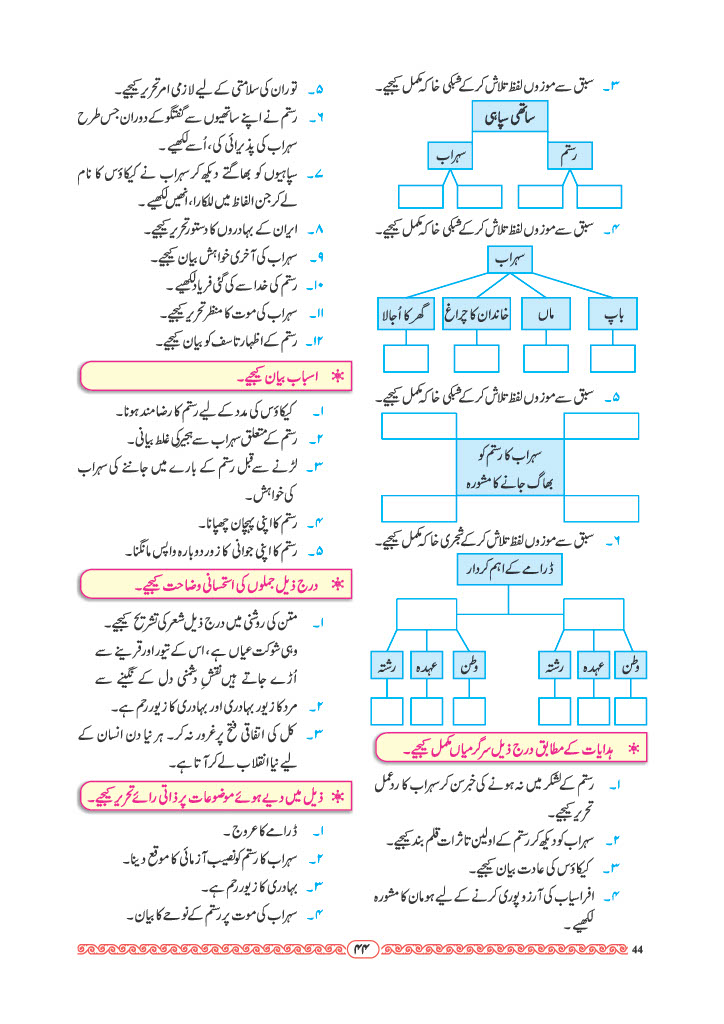 ۳۔ سبق سے موزوں لفظ تلاش کر کے شبکی خاکہ مکمل کیجیے۔
ساتھی سپاہی
رستم
سہراب
۴۔ سبق سے موزوں لفظ تلاش کر کے شبکی خاکہ مکمل کیجیے۔
سہراب
باپ
ماں
خاندان کا چراغ
گھر کا اُجالا
۵۔ سبق سے موزوں لفظ تلاش کر کے شبکی خاکہ مکمل کیجیے۔
سہراب کا رستم کو
بھاگ جانے کا مشورہ
۶۔ سبق سے موزوں لفظ تلاش کر کے شجری خاکہ مکمل کیجیے۔
ڈرامے کے اہم کردار
وطن
عہدہ
رشتہ
وطن
عہدہ
رشتہ
ہدایات کے مطابق درج ذیل سرگرمیاں مکمل کیجیے۔
۱۔ رستم کے لشکر میں نہ ہونے کی خبر سن کر سہراب کا ردعمل
تحریر کیجیے۔
۲۔ سہراب کو دیکھ کر رستم کے اولین تاثرات قلم بند کیجیے۔
۳۔ کیکاؤس کی عادت بیان کیجیے۔
۴۔ افراسیاب کی آرزو پوری کرنے کے لیے ہومان کا مشورہ
لکھیے۔
۵۔ توران کی سلامتی کے لیے لازمی امر تحریر کیجیے۔
۶۔ رستم نے اپنے ساتھیوں سے گفتگو کے دوران جس طرح
سہراب کی پذیرائی کی، اُسے لکھیے۔
۷۔ سپاہیوں کو بھاگتے دیکھ کر سہراب نے کیکاؤس کا نام
لے کر جن الفاظ میں للکارا، انھیں لکھیے۔
۸۔ ایران کے بہادروں کا دستور تحریر کیجیے۔
۹۔ سہراب کی آخری خواہش بیان کیجیے۔
۱۰۔ رستم کی خدا سے کی گئی فریاد لکھیے۔
۱۱۔ سہراب کی موت کا منظر تحریر کیجیے۔
۱۲۔ رستم کے اظہارِ تاسف کو بیان کیجیے۔
اسباب بیان کیجیے۔
۱۔ کیکاؤس کی مدد کے لیے رستم کا رضامند ہونا۔
۲۔ رستم کے متعلق سہراب سے ہجیر کی غلط بیانی۔
۳۔ لڑنے سے قبل رستم کے بارے میں جاننے کی سہراب
کی خواہش۔
۴۔ رستم کا اپنی پہچان چھپانا۔
۵۔ رستم کا اپنی جوانی کا زور دوبارہ واپس مانگنا۔
درج ذیل جملوں کی استحسانی وضاحت کیجیے۔
۱۔ متن کی روشنی میں درج ذیل شعر کی تشریح کیجیے۔
وہی شوکت عیاں ہے، اس کے تیور اور قرینے سے
اُڑے جاتے ہیں نقشِ دشمنی دل کے نگینے سے
۲۔ مرد کا زیور بہادری اور بہادری کا زیور رحم ہے۔
۳۔ کل کی اتفاقی فتح پر غرور نہ کر۔ ہر نیا دن انسان کے
لیے نیا انقلاب لے کر آتا ہے۔
ذیل میں دیے ہوئے موضوعات پر ذاتی رائے تحریر کیجیے۔
۱۔ ڈرامے کا عروج۔
۲۔ سہراب کا رستم کو نصیب آزمائی کا موقع دینا۔
۳۔ بہادری کا زیور رحم ہے۔
۴۔ سہراب کی موت پر رستم کے نوحے کا بیان۔
۴۴
44